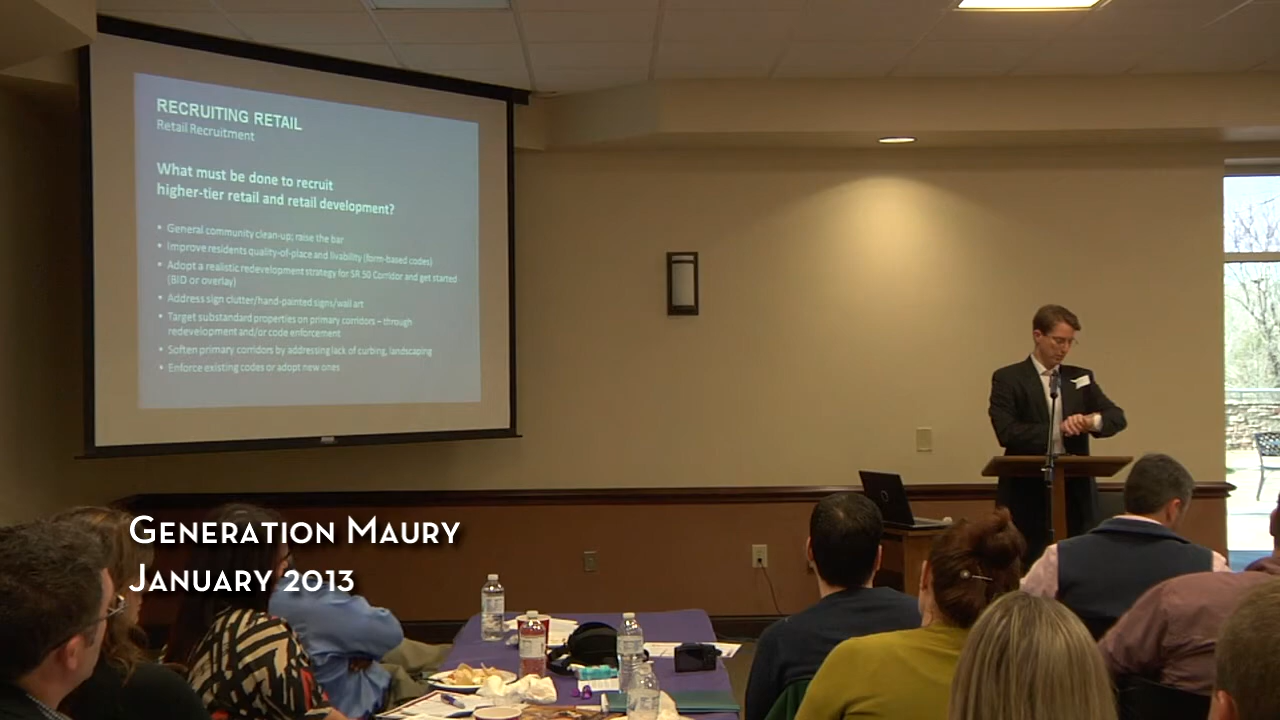 RECRUITING RETAIL
Retail Recruitment
What must be done to recruit
higher-tier retail and retail development?
• General community clean-up; raise the bar
• Improve residents quality-of-place and livability (form-based codes)
• Adopt a realistic redevelopment strategy for SR 50 Corridor and get started
(BID or overlay)
• Address sign clutter/hand-painted signs/wall art
• Target substandard properties on primary corridors – through
redevelopment and/or code enforcement
• Soften primary corridors by addressing lack of curbing, landscaping
• Enforce existing codes or adopt new ones
Generation Maury
January 2013